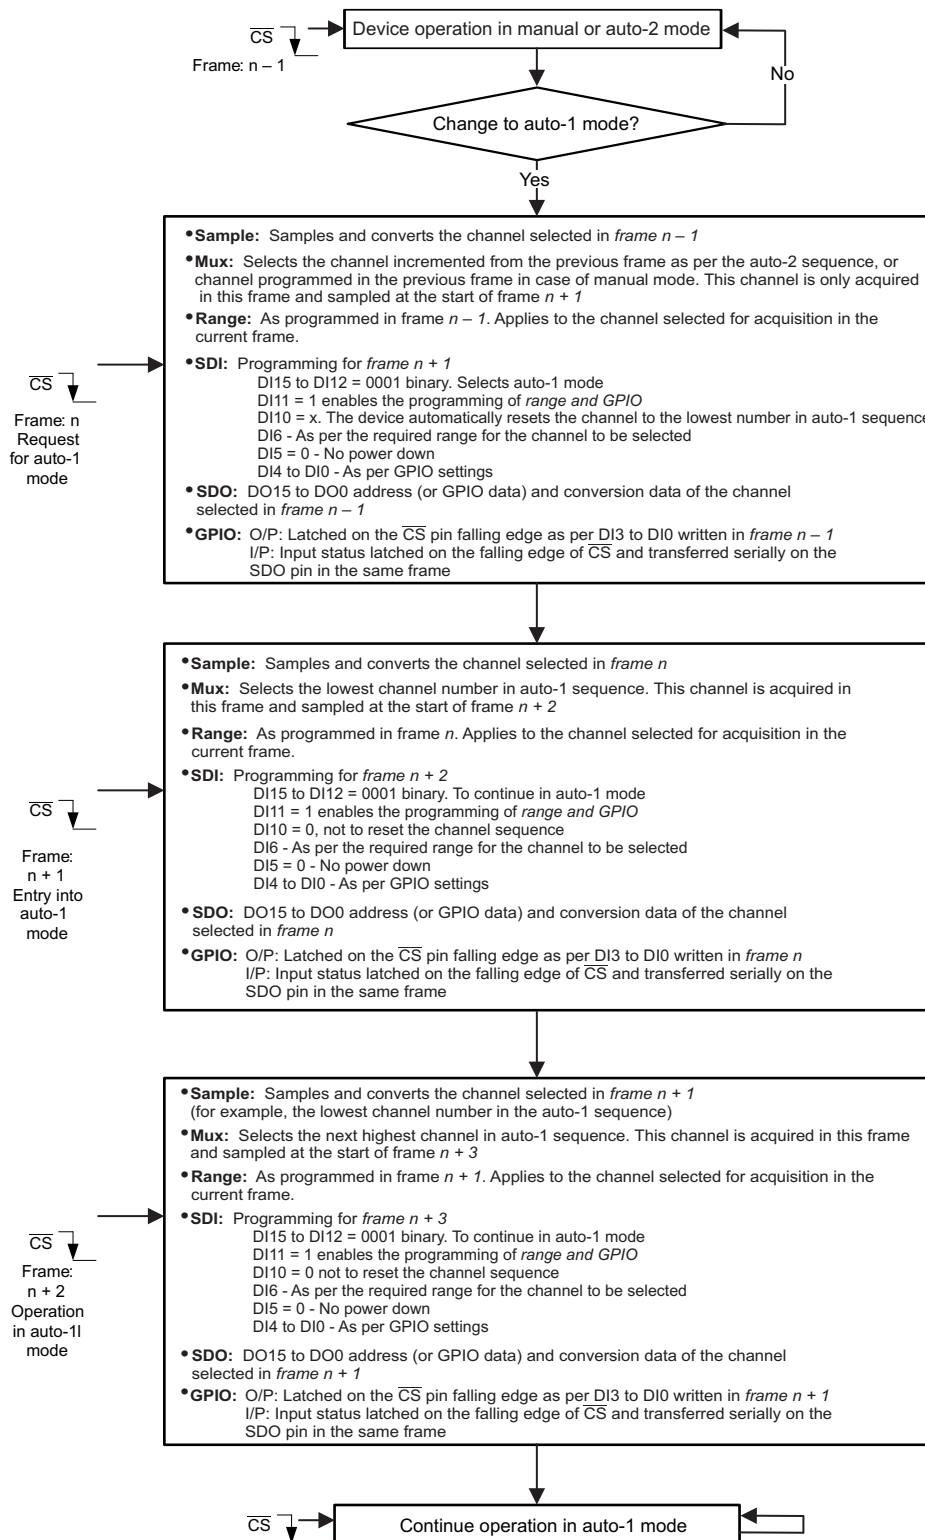 Device operation in manual or auto-2 mode
CS
Frame: n – 1
No
Change to auto-1 mode?
Yes
•Sample: Samples and converts the channel selected in frame n – 1
•Mux: Selects the channel incremented from the previous frame as per the auto-2 sequence, or
channel programmed in the previous frame in case of manual mode. This channel is only acquired
in this frame and sampled at the start of frame n + 1
•Range: As programmed in frame n – 1. Applies to the channel selected for acquisition in the
current frame.
•SDI: Programming for frame n + 1
DI15 to DI12 = 0001 binary. Selects auto-1 mode
DI11 = 1 enables the programming of range and GPIO
DI10 = x. The device automatically resets the channel to the lowest number in auto-1 sequence
DI6 - As per the required range for the channel to be selected
DI5 = 0 - No power down
DI4 to DI0 - As per GPIO settings
•SDO: DO15 to DO0 address (or GPIO data) and conversion data of the channel
selected in frame n – 1
•GPIO: O/P: Latched on the CS pin falling edge as per DI3 to DI0 written in frame n – 1
I/P: Input status latched on the falling edge of CS and transferred serially on the
SDO pin in the same frame
CS
Frame: n
Request
for auto-1
mode
•Sample: Samples and converts the channel selected in frame n
•Mux: Selects the lowest channel number in auto-1 sequence. This channel is acquired in
this frame and sampled at the start of frame n + 2
•Range: As programmed in frame n. Applies to the channel selected for acquisition in the
current frame.
•SDI: Programming for frame n + 2
DI15 to DI12 = 0001 binary. To continue in auto-1 mode
DI11 = 1 enables the programming of range and GPIO
DI10 = 0, not to reset the channel sequence
DI6 - As per the required range for the channel to be selected
DI5 = 0 - No power down
DI4 to DI0 - As per GPIO settings
•SDO: DO15 to DO0 address (or GPIO data) and conversion data of the channel
selected in frame n
•GPIO: O/P: Latched on the CS pin falling edge as per DI3 to DI0 written in frame n
I/P: Input status latched on the falling edge of CS and transferred serially on the
SDO pin in the same frame
CS
Frame:
n + 1
Entry into
auto-1
mode
•Sample: Samples and converts the channel selected in frame n + 1
(for example, the lowest channel number in the auto-1 sequence)
•Mux: Selects the next highest channel in auto-1 sequence. This channel is acquired in this frame
and sampled at the start of frame n + 3
•Range: As programmed in frame n + 1. Applies to the channel selected for acquisition in the
current frame.
•SDI: Programming for frame n + 3
DI15 to DI12 = 0001 binary. To continue in auto-1 mode
DI11 = 1 enables the programming of range and GPIO
DI10 = 0 not to reset the channel sequence
DI6 - As per the required range for the channel to be selected
DI5 = 0 - No power down
DI4 to DI0 - As per GPIO settings
•SDO: DO15 to DO0 address (or GPIO data) and conversion data of the channel
selected in frame n + 1
•GPIO: O/P: Latched on the CS pin falling edge as per DI3 to DI0 written in frame n + 1
I/P: Input status latched on the falling edge of CS and transferred serially on the
SDO pin in the same frame
CS
Frame:
n + 2
Operation
in auto-1l
mode
CS
Continue operation in auto-1 mode